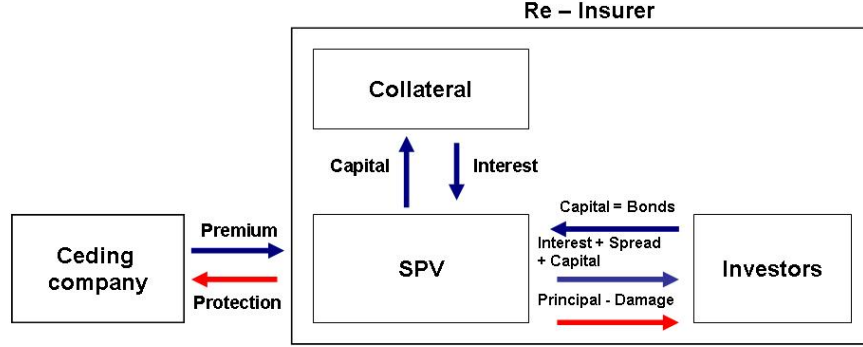 Re – Insurer
Collateral
Capital
Interest
Capital = Bonds
Premium
Interest + Spread
+ Capital
Ceding
company
SPV
Investors
Protection
Principal - Damage